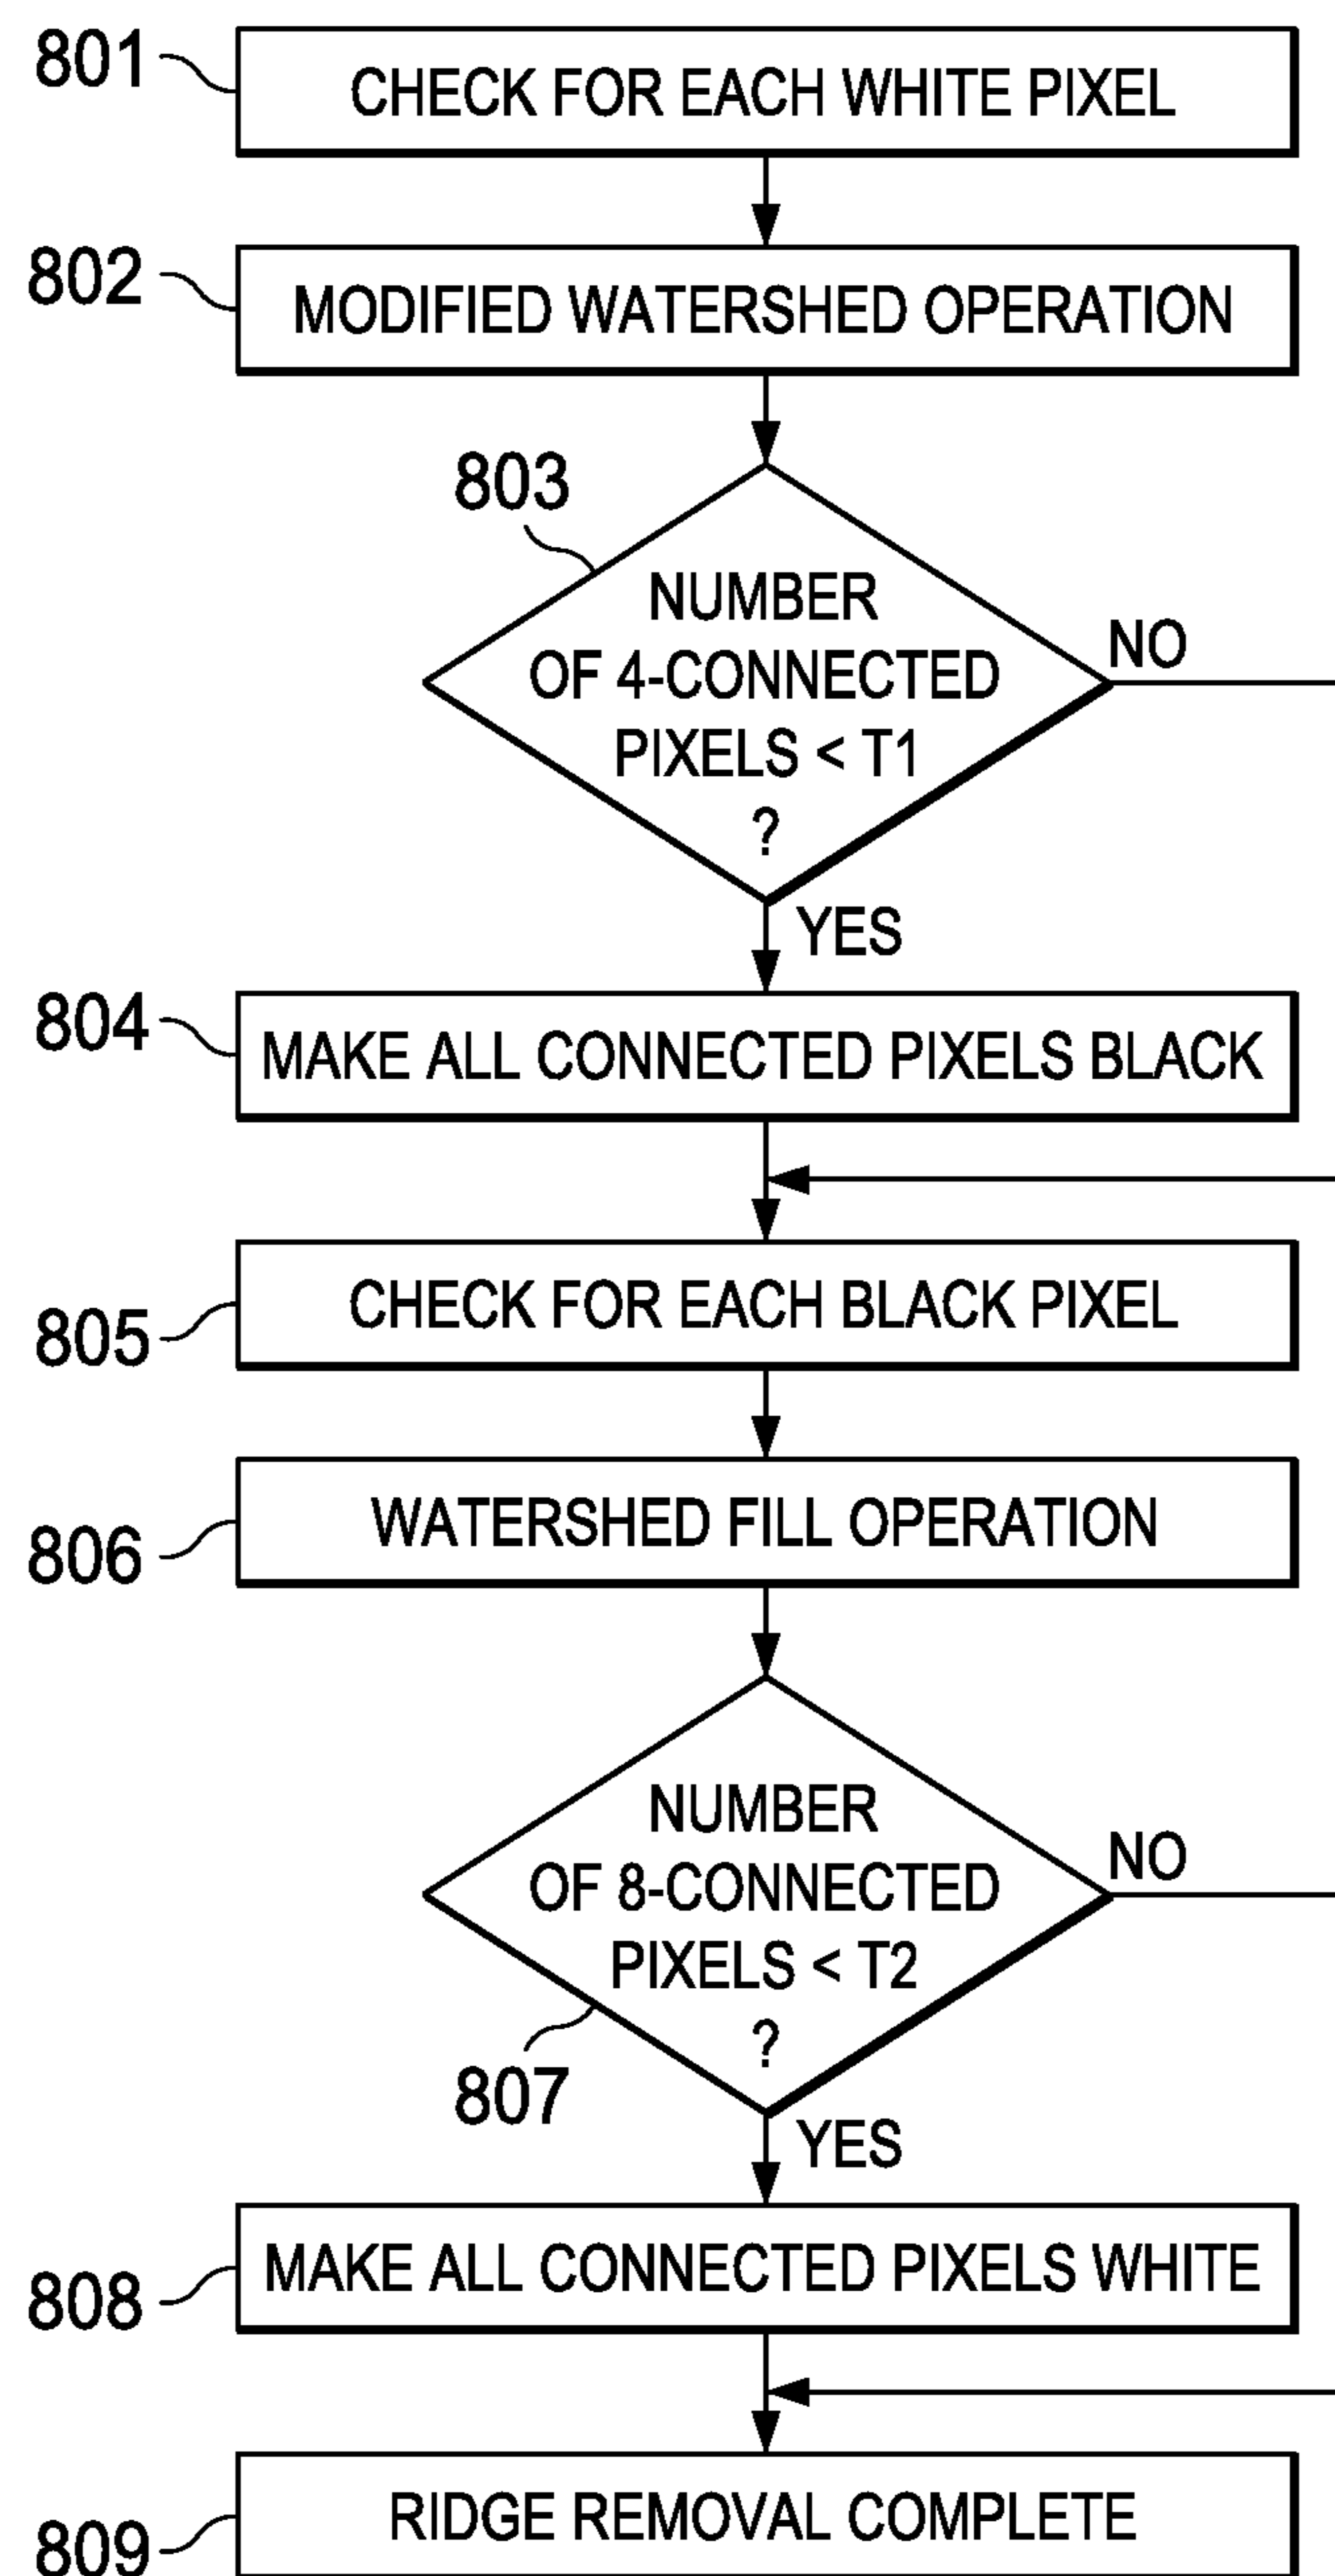 801
CHECK FOR EACH WHITE PIXEL
802
MODIFIED WATERSHED OPERATION
803
NUMBER
OF 4-CONNECTED
PIXELS < T1
?
NO
YES
804
MAKE ALL CONNECTED PIXELS BLACK
805
CHECK FOR EACH BLACK PIXEL
806
WATERSHED FILL OPERATION
NUMBER
OF 8-CONNECTED
PIXELS < T2
?
NO
807
YES
808
MAKE ALL CONNECTED PIXELS WHITE
809
RIDGE REMOVAL COMPLETE